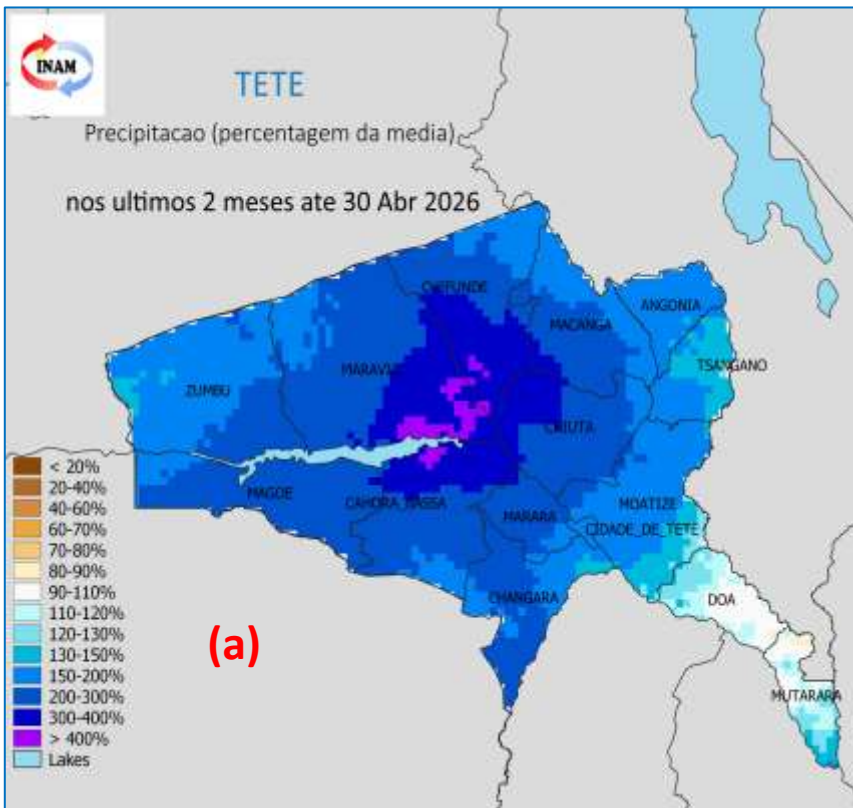 INAM
TETE
Precipitacao (percentagem da media)
nos ultimos 2 meses ate 30 Abr 2026
CHIFUNDE
ANGONIA
MACANGA
TSANGANO
MARAVIA
ZUMBU
CHIUTA
MAGOE
CAHORA_BASSA
MOATIZE
MARARA
CIDADE_DE_TETE
CHANGARA
DOA
MUTARARA
< 20%
20-40%
40-60%
60-70%
70-80%
80-90%
90-110%
110-120%
120-130%
130-150%
150-200%
200-300%
300-400%
> 400%
Lakes
(a)